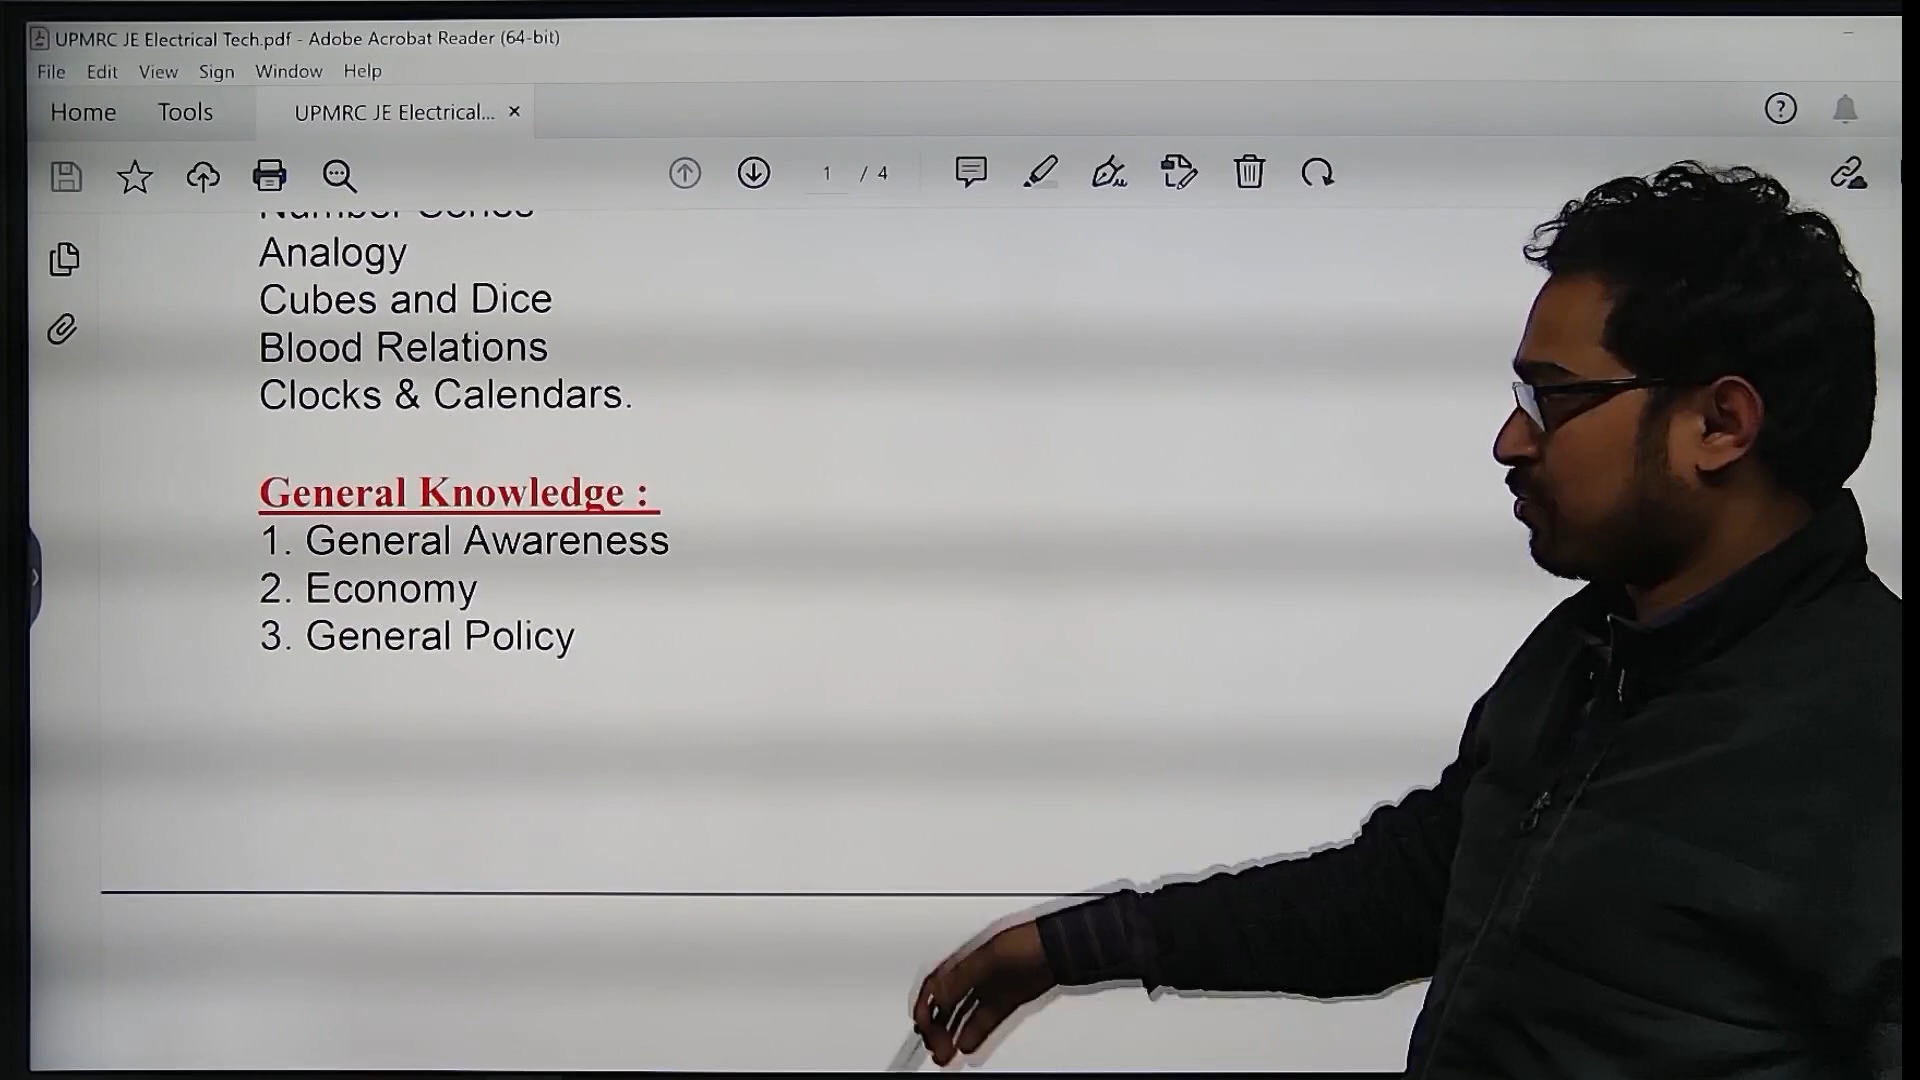 UPMRC JE Electrical Tech.pdf - Adobe Acrobat Reader (64-bit)
File Edit View Sign Window Help
Home Tools UPMRC JE Electrical... ×
1 / 4
Number Series
Analogy
Cubes and Dice
Blood Relations
Clocks & Calendars.
General Knowledge :
1. General Awareness
2. Economy
3. General Policy